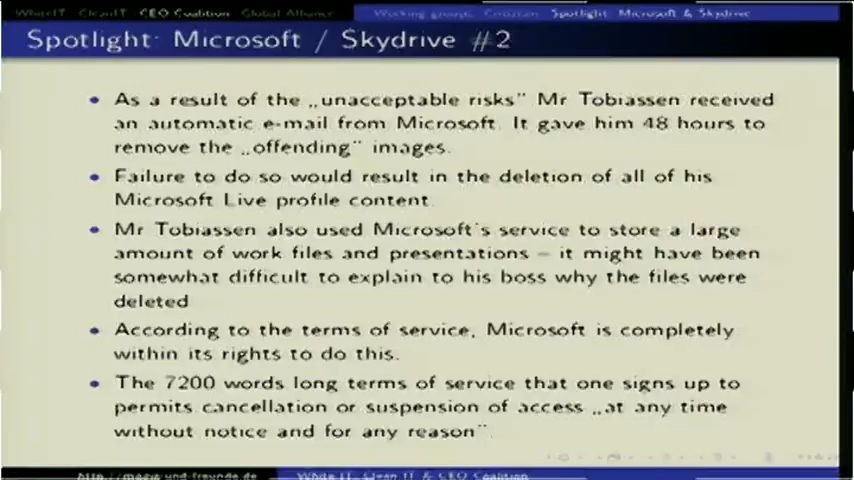 WhiteIT CleanIT CEO Coalition Global Alliance Working groups Spotlight: Microsoft & Skydrive
Spotlight: Microsoft / Skydrive #2
• As a result of the „unacceptable risks" Mr Tobiassen received
an automatic e-mail from Microsoft. It gave him 48 hours to
remove the „offending" images.
• Failure to do so would result in the deletion of all of his
Microsoft Live profile content.
• Mr Tobiassen also used Microsoft's service to store a large
amount of work files and presentations – it might have been
somewhat difficult to explain to his boss why the files were
deleted
• According to the terms of service, Microsoft is completely
within its rights to do this.
• The 7200 words long terms of service that one signs up to
permits cancellation or suspension of access „at any time
without notice and for any reason".
White IT, Clean IT & CEO Coalition